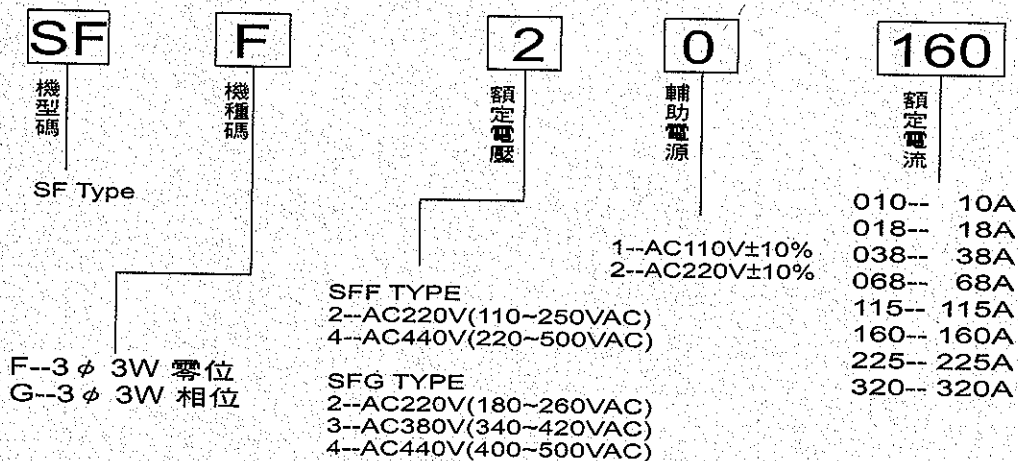 SF F 2 0 160
機型碼
機種碼
額定電壓
輔助電源
額定電流
SF Type
F--3 φ 3W 零位
G--3 φ 3W 相位
SFF TYPE
2--AC220V(110~250VAC)
4--AC440V(220~500VAC)
SFG TYPE
2--AC220V(180~260VAC)
3--AC380V(340~420VAC)
4--AC440V(400~500VAC)
1--AC110V±10%
2--AC220V±10%
010-- 10A
018-- 18A
038-- 38A
068-- 68A
115-- 115A
160-- 160A
225-- 225A
320-- 320A